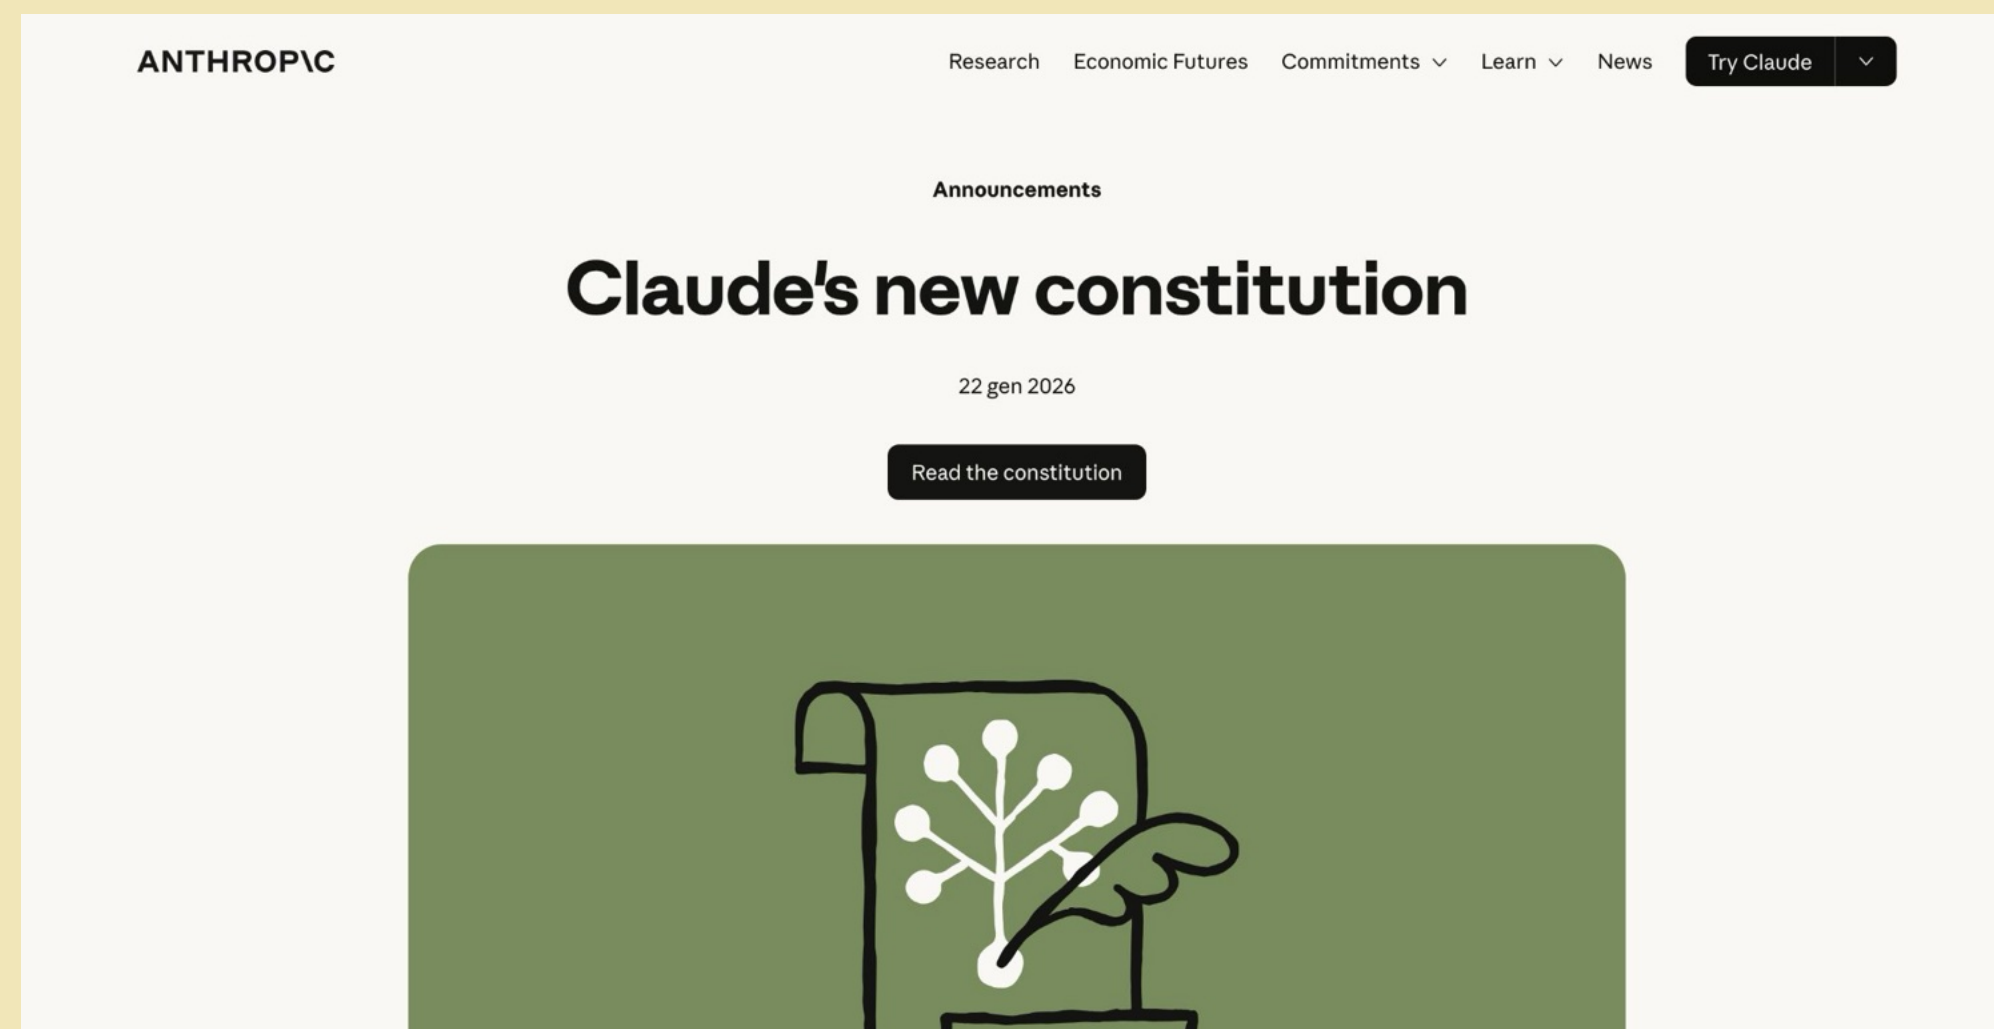 ANTHROP\C
Research Economic Futures Commitments Learn News Try Claude
Announcements
Claude's new constitution
22 gen 2026
Read the constitution